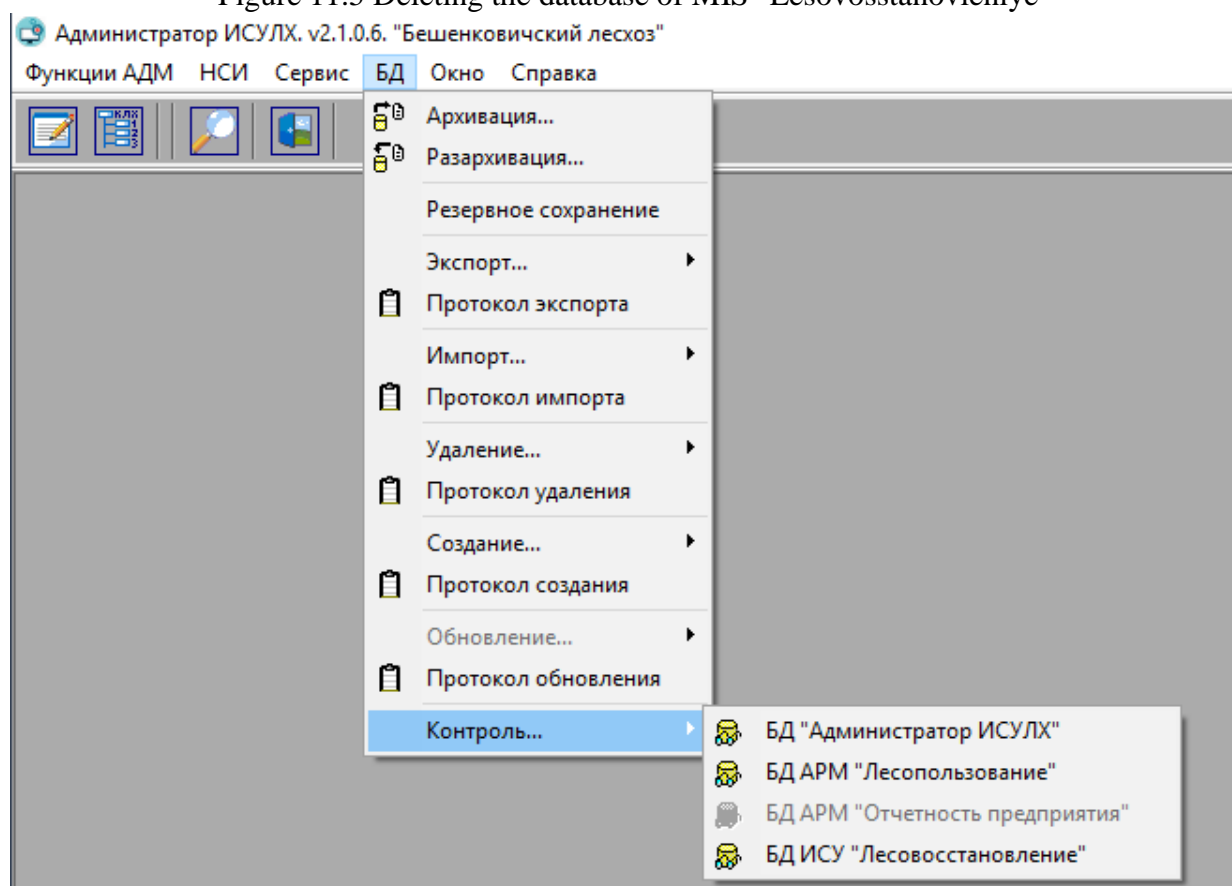 Figure 11.3 Deleting the database of MIS "Lesovosstanovleniye"
Администратор ИСУЛХ. v2.1.0.6. "Бешенковичский лесхоз"
Функции АДМ НСИ Сервис БД Окно Справка
Архивация...
Разархивация...
Резервное сохранение
Экспорт...
Протокол экспорта
Импорт...
Протокол импорта
Удаление...
Протокол удаления
Создание...
Протокол создания
Обновление...
Протокол обновления
Контроль...
БД "Администратор ИСУЛХ"
БД АРМ "Лесопользование"
БД АРМ "Отчетность предприятия"
БД ИСУ "Лесовосстановление"